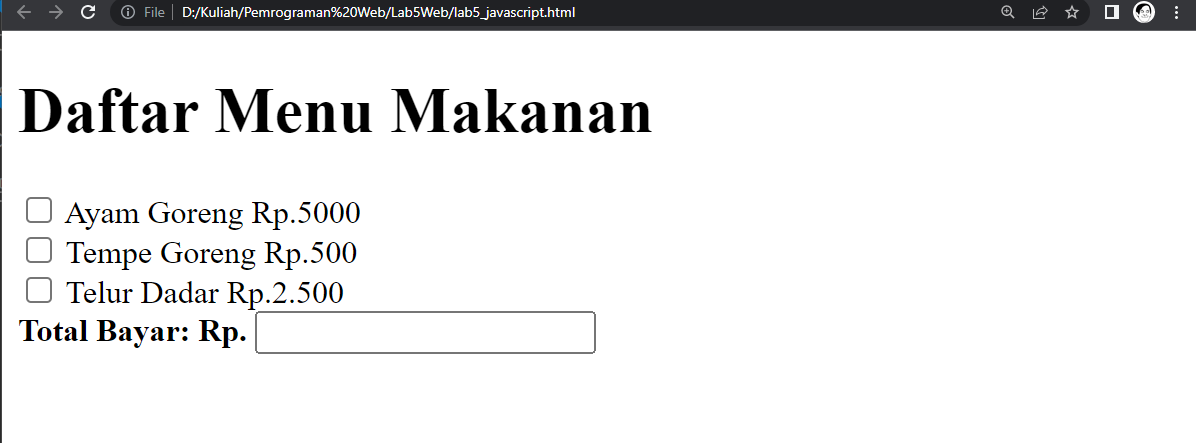 File D:/Kuliah/Pemrograman%20Web/Lab5Web/lab5_javascript.html
Daftar Menu Makanan
Ayam Goreng Rp.5000
Tempe Goreng Rp.500
Telur Dadar Rp.2.500
Total Bayar: Rp.